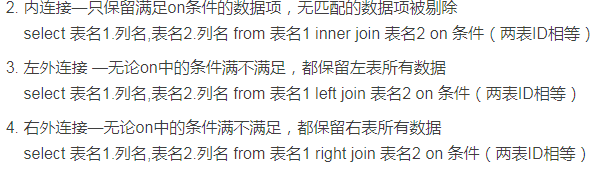 2. 内连接—只保留满足on条件的数据项，无匹配的数据项被剔除
select 表名1.列名,表名2.列名 from 表名1 inner join 表名2 on 条件（两表ID相等）
3. 左外连接 —无论on中的条件满不满足，都保留左表所有数据
select 表名1.列名,表名2.列名 from 表名1 left join 表名2 on 条件（两表ID相等）
4. 右外连接—无论on中的条件满不满足，都保留右表所有数据
select 表名1.列名,表名2.列名 from 表名1 right join 表名2 on 条件（两表ID相等）